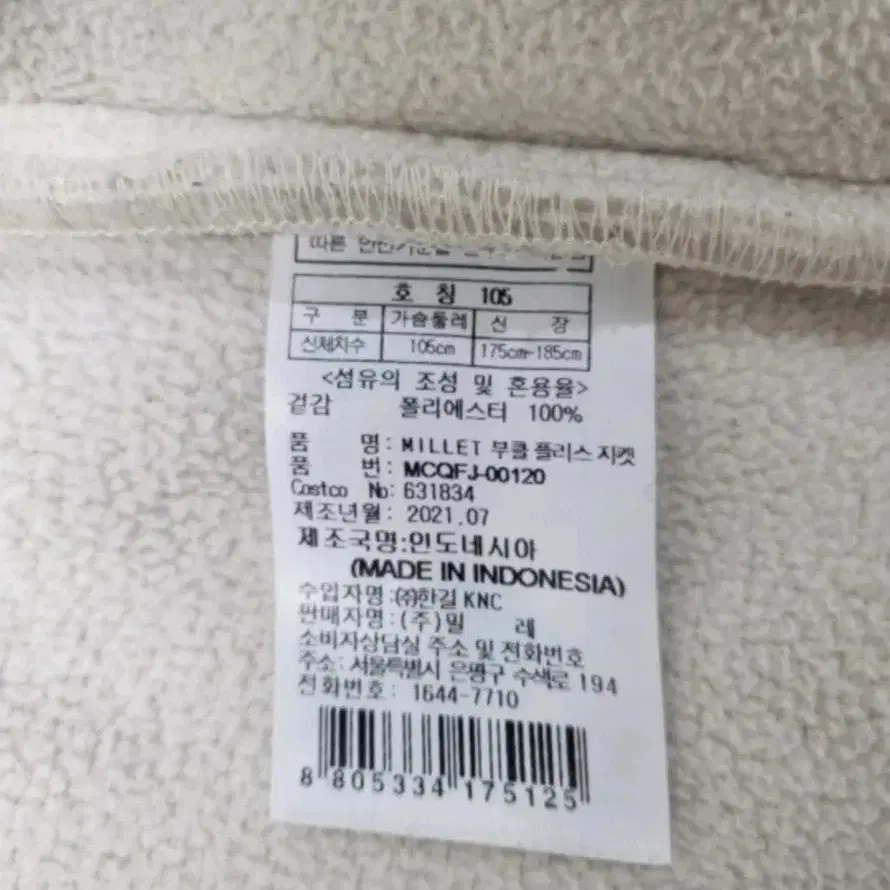 따른 안전기준
호 칭 105
구 분 가슴둘레 신 장
신체치수 105cm 175cm-185cm
<섬유의 조성 및 혼용율>
겉감 폴리에스터 100%
품 명: MILLET 부클 플리스 자켓
품 번: MCQFJ-00120
Costco No: 631834
제조년월: 2021.07
제조국명:인도네시아
(MADE IN INDONESIA)
수입자명:㈜한길 KNC
판매자명:(주)밀 레
소비자상담실 주소 및 전화번호
주소: 서울특별시 은평구 수색로 194
전화번호: 1644-7710
8 805334 175125